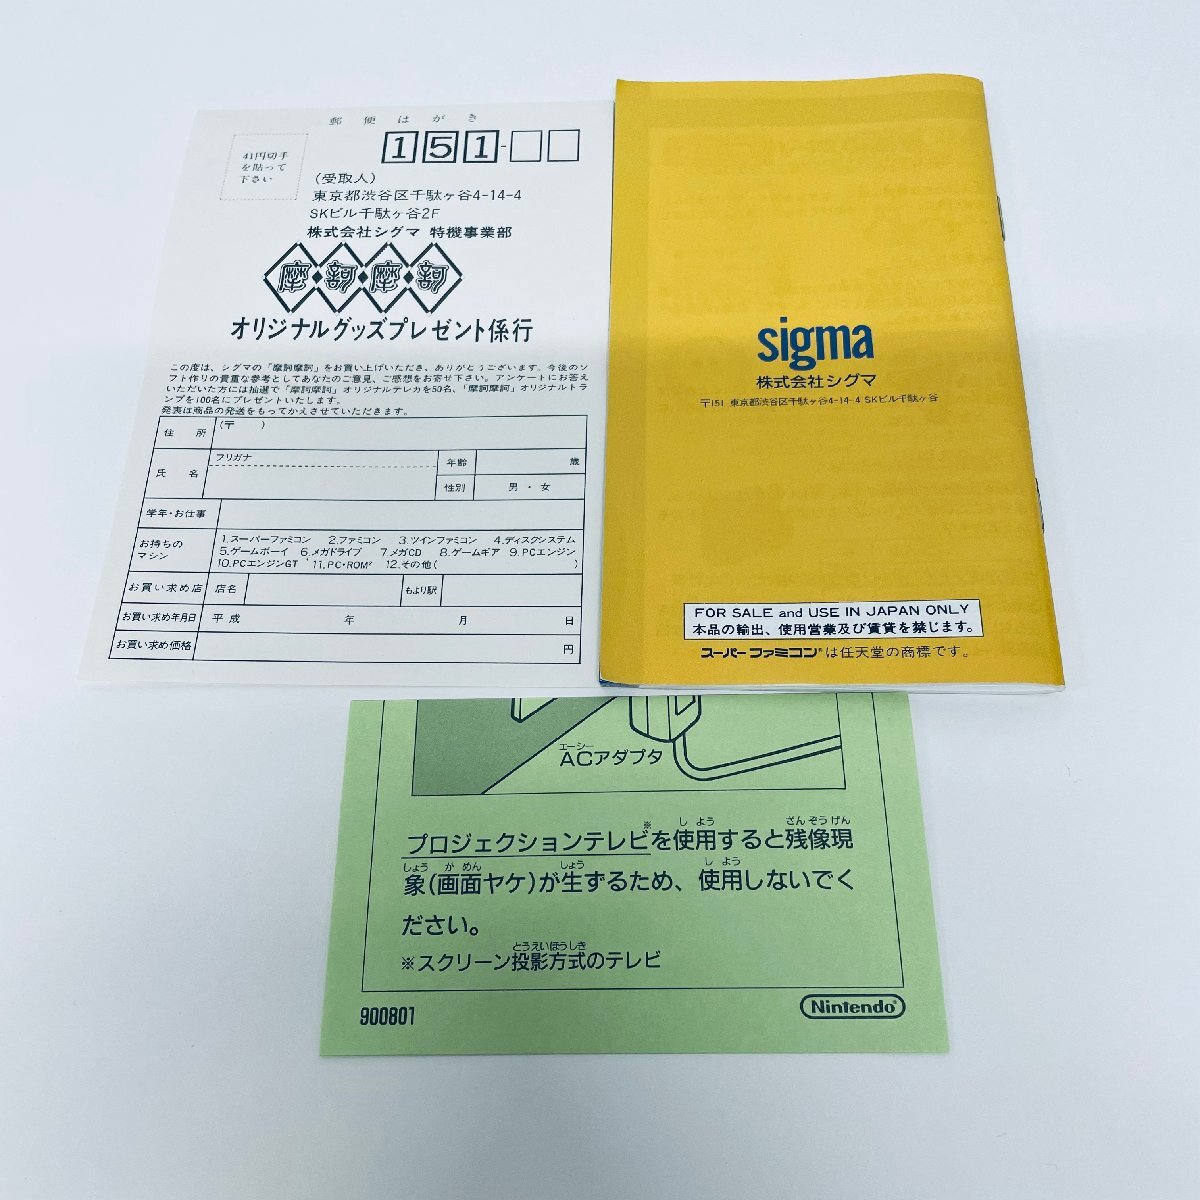 郵便はがき
151-
41円切手
を貼って
下さい
(受取人)
東京都渋谷区千駄ヶ谷4-14-4
SKビル千駄ヶ谷2F
株式会社シグマ 特機事業部
摩訶摩訶
オリジナルグッズプレゼント係行
この度は、シグマの「摩訶摩訶」をお買い上げいただき、ありがとうございます。今後のソ
フト作りの貴重な参考としてあなたのご意見、ご感想をお寄せ下さい。アンケートにお答え
いただいた方には抽選で「摩訶摩訶」オリジナルテレカを50名、「摩訶摩訶」オリジナルトラ
ンプを100名にプレゼントいたします。
発表は商品の発送をもってかえさせていただきます。
住所 (〒 )
氏名 フリガナ 年齢 歳
性別 男・女
学年・お仕事
お持ちの
マシン
1.スーパーファミコン 2.ファミコン 3.ツインファミコン 4.ディスクシステム
5.ゲームボーイ 6.メガドライブ 7.メガCD 8.ゲームギア 9.PCエンジン
10.PCエンジンGT 11.PC・ROM² 12.その他( )
お買い求め店 店名 もより駅
お買い求め年月日 平成 年 月 日
お買い求め価格 円
sigma
株式会社シグマ
〒151 東京都渋谷区千駄ヶ谷4-14-4 SKビル千駄ヶ谷
FOR SALE and USE IN JAPAN ONLY
本品の輸出、使用営業及び賃貸を禁じます。
スーパーファミコン®は任天堂の商標です。
エーシー
ACアダプタ
しよう ざんぞうげん
プロジェクションテレビ※を使用すると残像現
しょう がめん しょう しよう
象(画面ヤケ)が生ずるため、使用しないでく
ださい。
とうえいほうしき
※スクリーン投影方式のテレビ
900801
Nintendo®